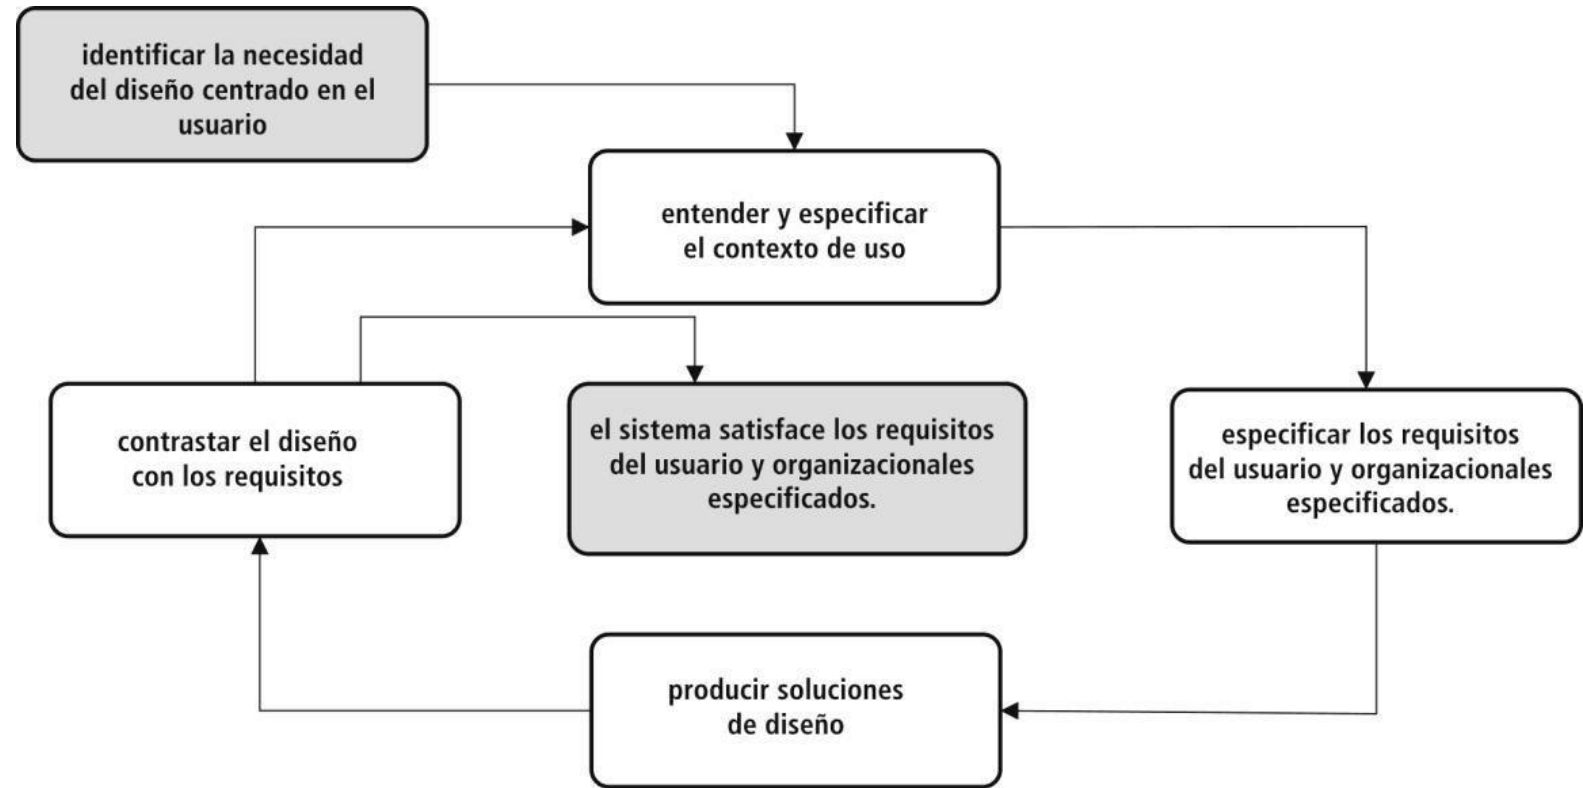 identificar la necesidad
del diseño centrado en el
usuario
entender y especificar
el contexto de uso
contrastar el diseño
con los requisitos
el sistema satisface los requisitos
del usuario y organizacionales
especificados.
especificar los requisitos
del usuario y organizacionales
especificados.
producir soluciones
de diseño